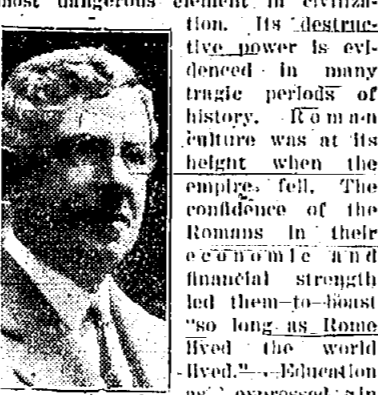 most dangerous element in civiliza-
tion. Its destruc-
tive power is evi-
denced in many
tragic periods of
history. Roman
culture was at its
height when the
empire fell. The
confidence of the
Romans in their
economic and
financial strength
led them to boast
"so long as Rome
lived the world
lived." Education
as expressed in